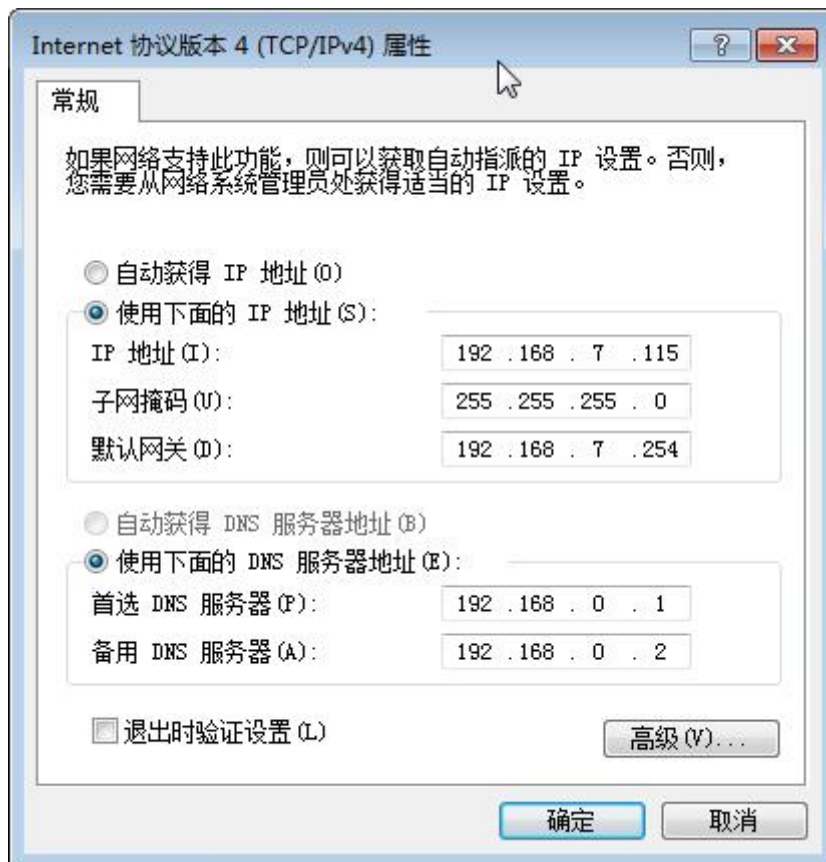 Internet 协议版本 4 (TCP/IPv4) 属性
常规
如果网络支持此功能，则可以获取自动指派的 IP 设置。否则，
您需要从网络系统管理员处获得适当的 IP 设置。
自动获得 IP 地址(O)
使用下面的 IP 地址(S):
IP 地址(I): 192 .168 . 7 .115
子网掩码(U): 255 .255 .255 . 0
默认网关(D): 192 .168 . 7 .254
自动获得 DNS 服务器地址(B)
使用下面的 DNS 服务器地址(E):
首选 DNS 服务器(P): 192 .168 . 0 . 1
备用 DNS 服务器(A): 192 .168 . 0 . 2
退出时验证设置(L)
高级(V)...
确定 取消